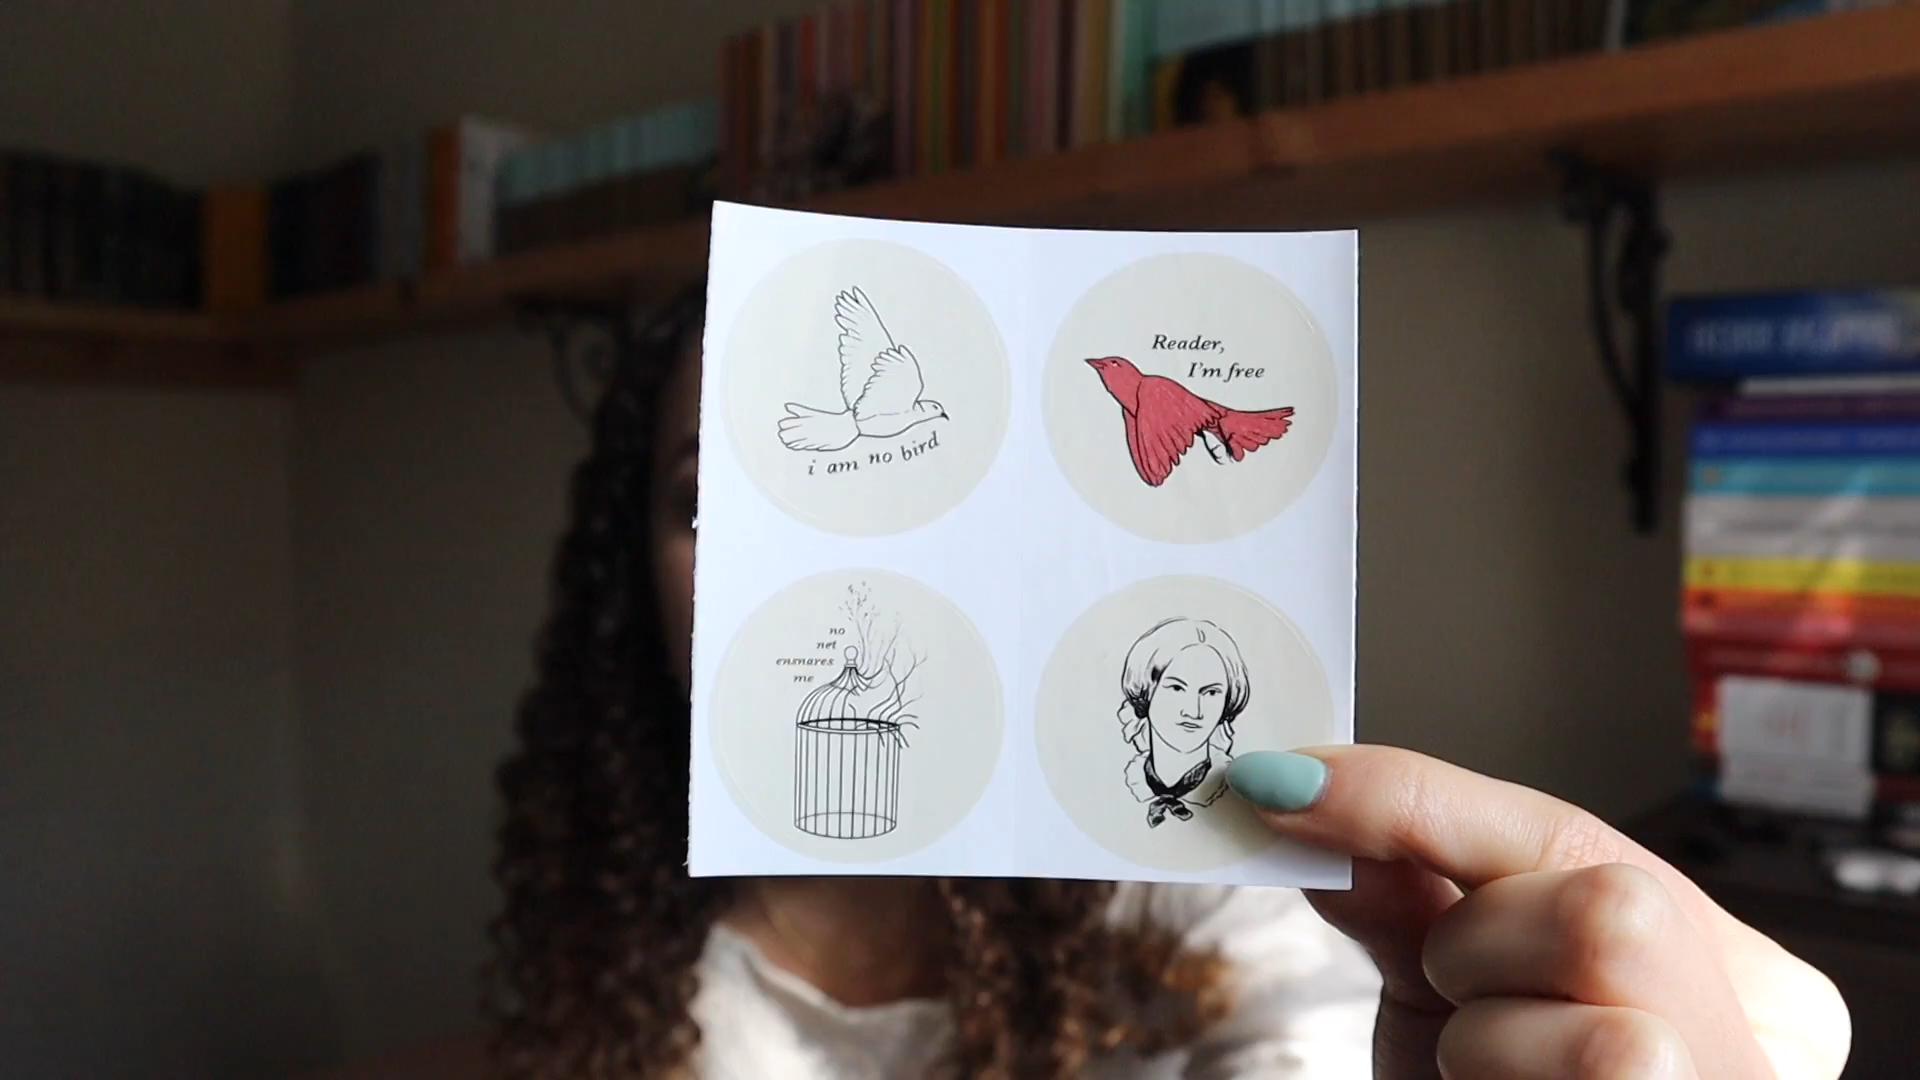 i am no bird
Reader,
I'm free
no
net
ensnares
me